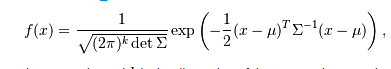 f(x) = \frac{1}{\sqrt{(2\pi)^k \det \Sigma}} \exp\left(-\frac{1}{2}(x-\mu)^T \Sigma^{-1}(x-\mu)\right),